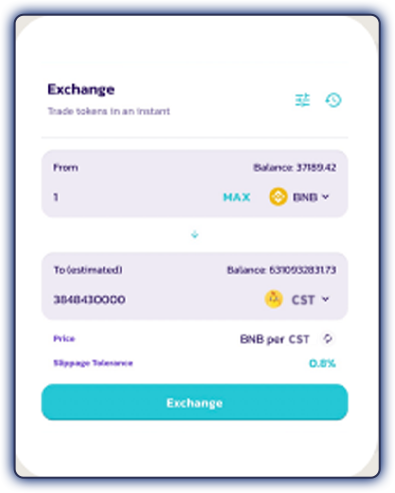 Exchange
Trade tokens in an instant
From
Balance: 37189.42
1
MAX
BNB
To (estimated)
Balance: 631093283173
3848430000
CST
Price
BNB per CST
Slippage Tolerance
0.8%
Exchange